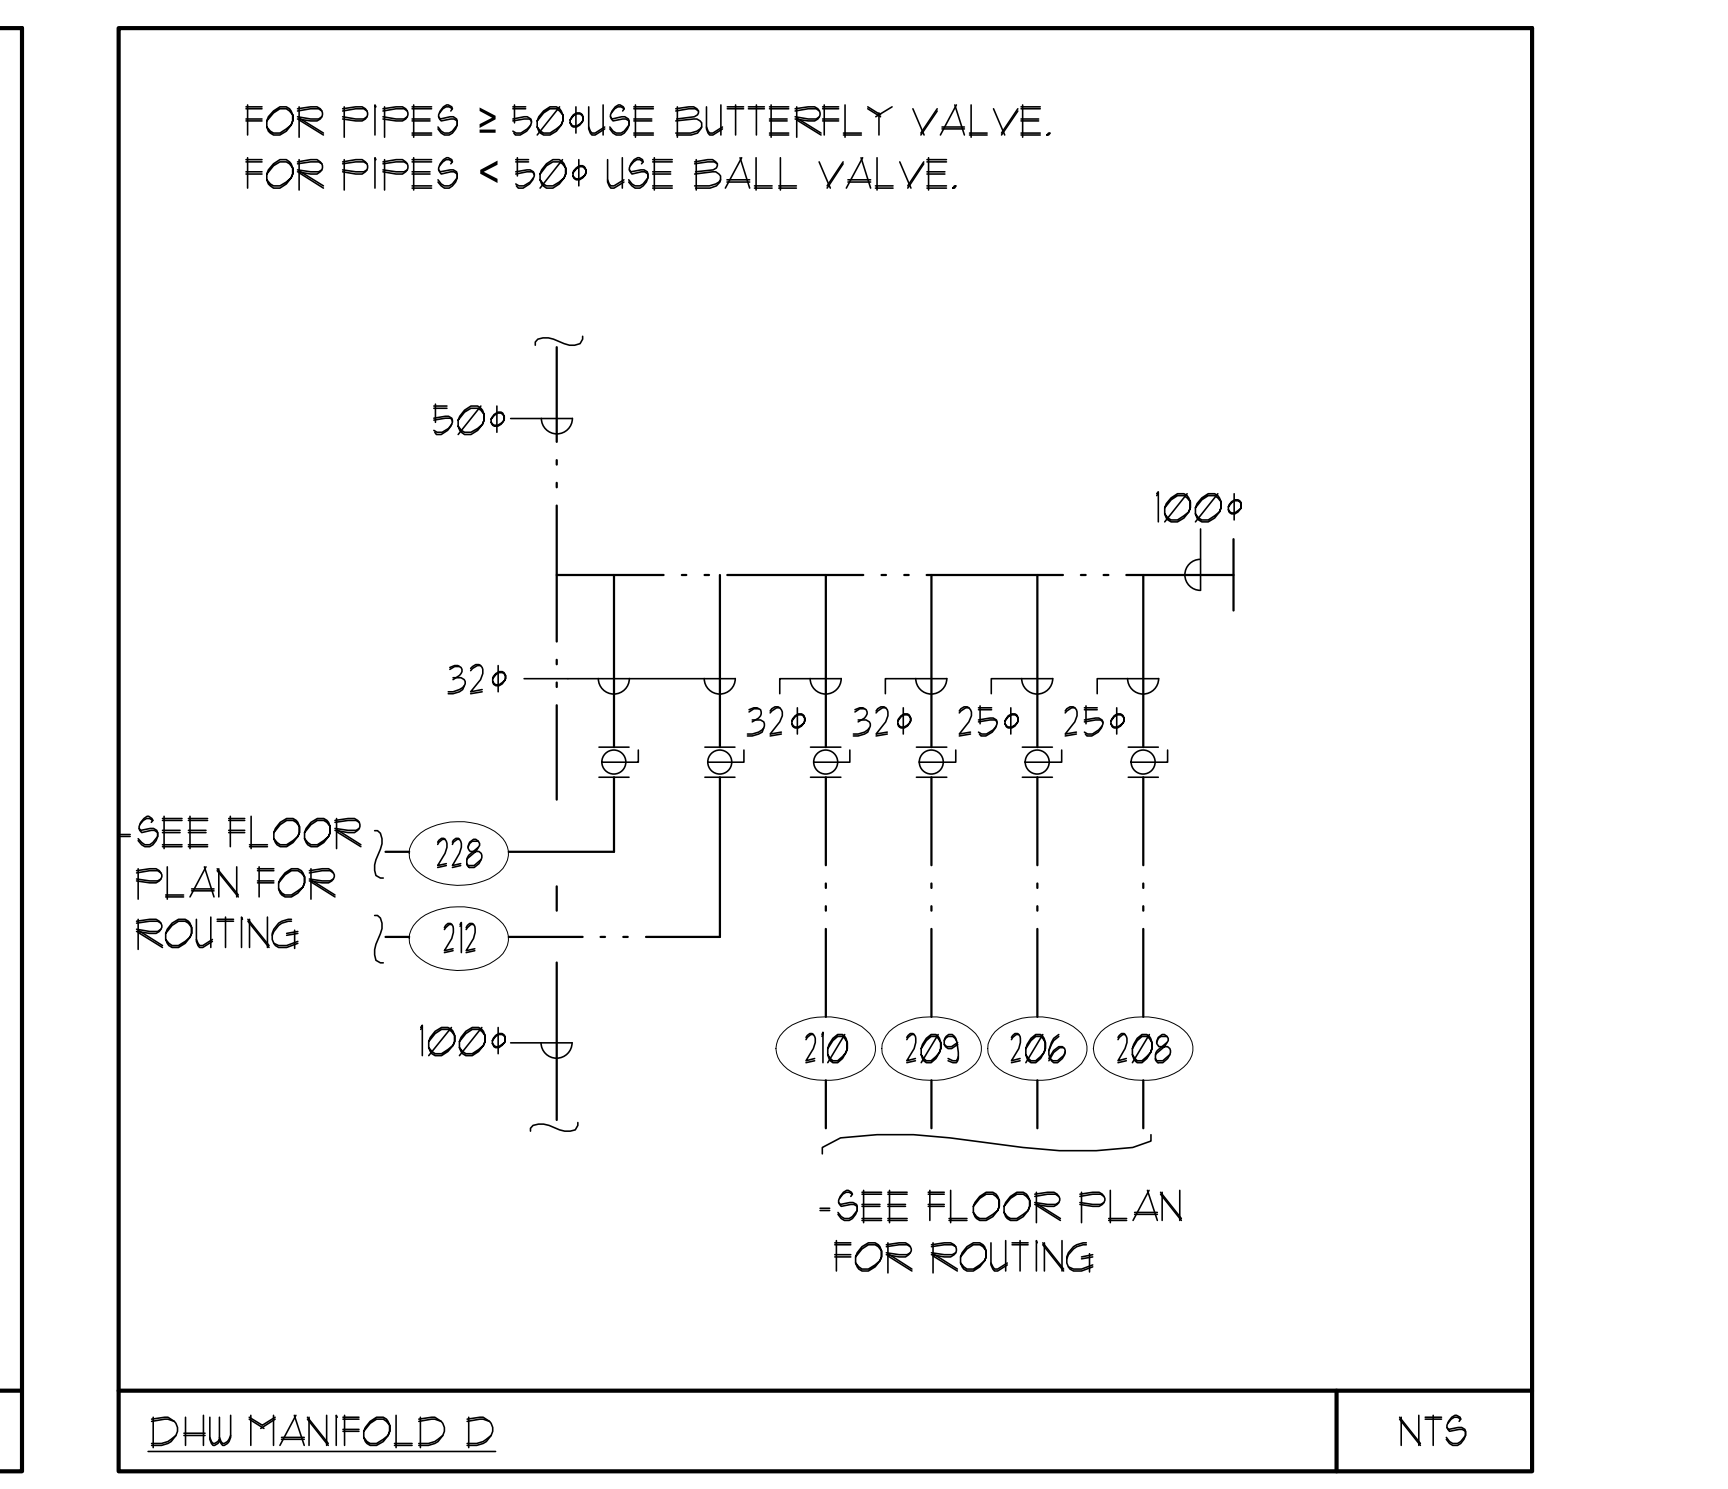 FOR PIPES ≥ 50ϕUSE BUTTERFLY VALVE.
FOR PIPES < 50ϕ USE BALL VALVE.
50ϕ
100ϕ
32ϕ
32ϕ 32ϕ 25ϕ 25ϕ
-SEE FLOOR
PLAN FOR
ROUTING
228
212
100ϕ
210 209 206 208
-SEE FLOOR PLAN
FOR ROUTING
DHW MANIFOLD D
NTS